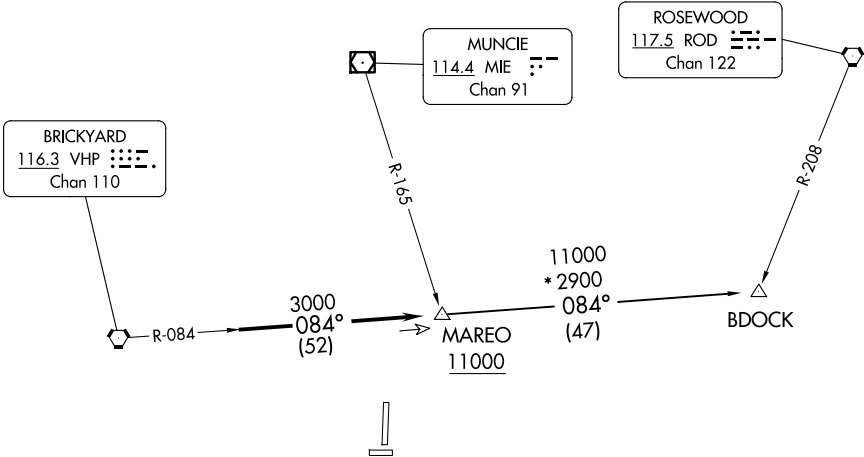 MUNCIE
114.4 MIE
Chan 91
ROSEWOOD
117.5 ROD
Chan 122
BRICKYARD
116.3 VHP
Chan 110
R-165
R-208
R-084
3000
084°
(52)
MAREO
11000
11000
*2900
084°
(47)
BDOCK